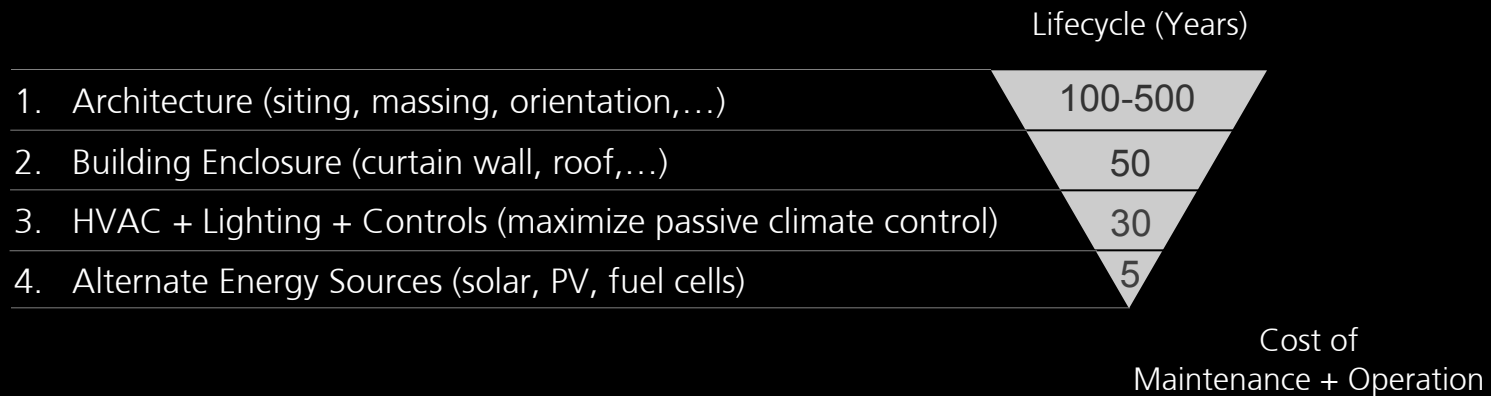 Lifecycle (Years)
1. Architecture (siting, massing, orientation,…) 100-500
2. Building Enclosure (curtain wall, roof,…) 50
3. HVAC + Lighting + Controls (maximize passive climate control) 30
4. Alternate Energy Sources (solar, PV, fuel cells) 5
Cost of
Maintenance + Operation